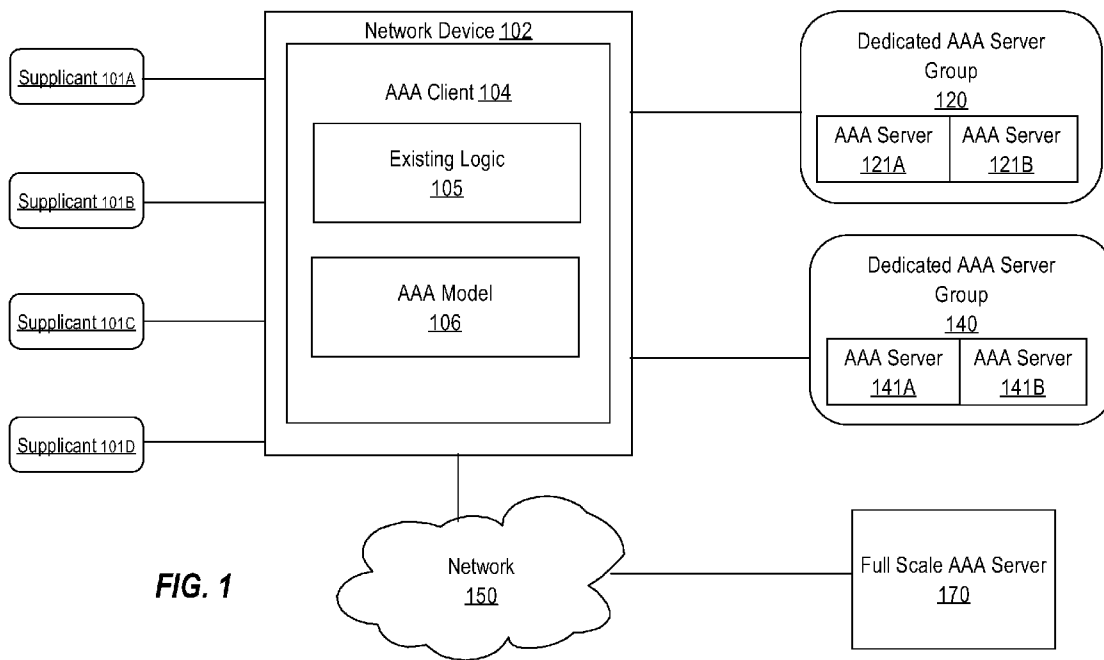 Supplicant 101A
Supplicant 101B
Supplicant 101C
Supplicant 101D
Network Device 102
AAA Client 104
Existing Logic
105
AAA Model
106
Dedicated AAA Server
Group
120
AAA Server
121A
AAA Server
121B
Dedicated AAA Server
Group
140
AAA Server
141A
AAA Server
141B
Network
150
Full Scale AAA Server
170
FIG. 1